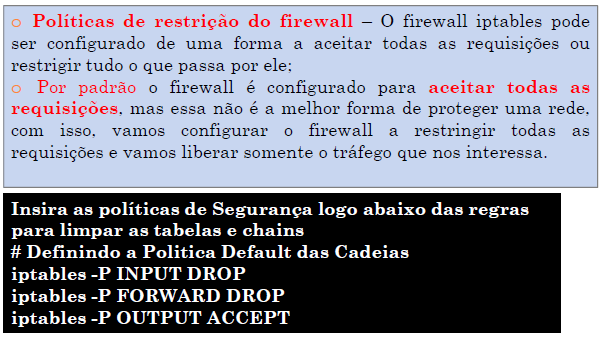 o Políticas de restrição do firewall – O firewall iptables pode
ser configurado de uma forma a aceitar todas as requisições ou
restrigir tudo o que passa por ele;
o Por padrão o firewall é configurado para aceitar todas as
requisições, mas essa não é a melhor forma de proteger uma rede,
com isso, vamos configurar o firewall a restringir todas as
requisições e vamos liberar somente o tráfego que nos interessa.
Insira as políticas de Segurança logo abaixo das regras
para limpar as tabelas e chains
# Definindo a Politica Default das Cadeias
iptables -P INPUT DROP
iptables -P FORWARD DROP
iptables -P OUTPUT ACCEPT